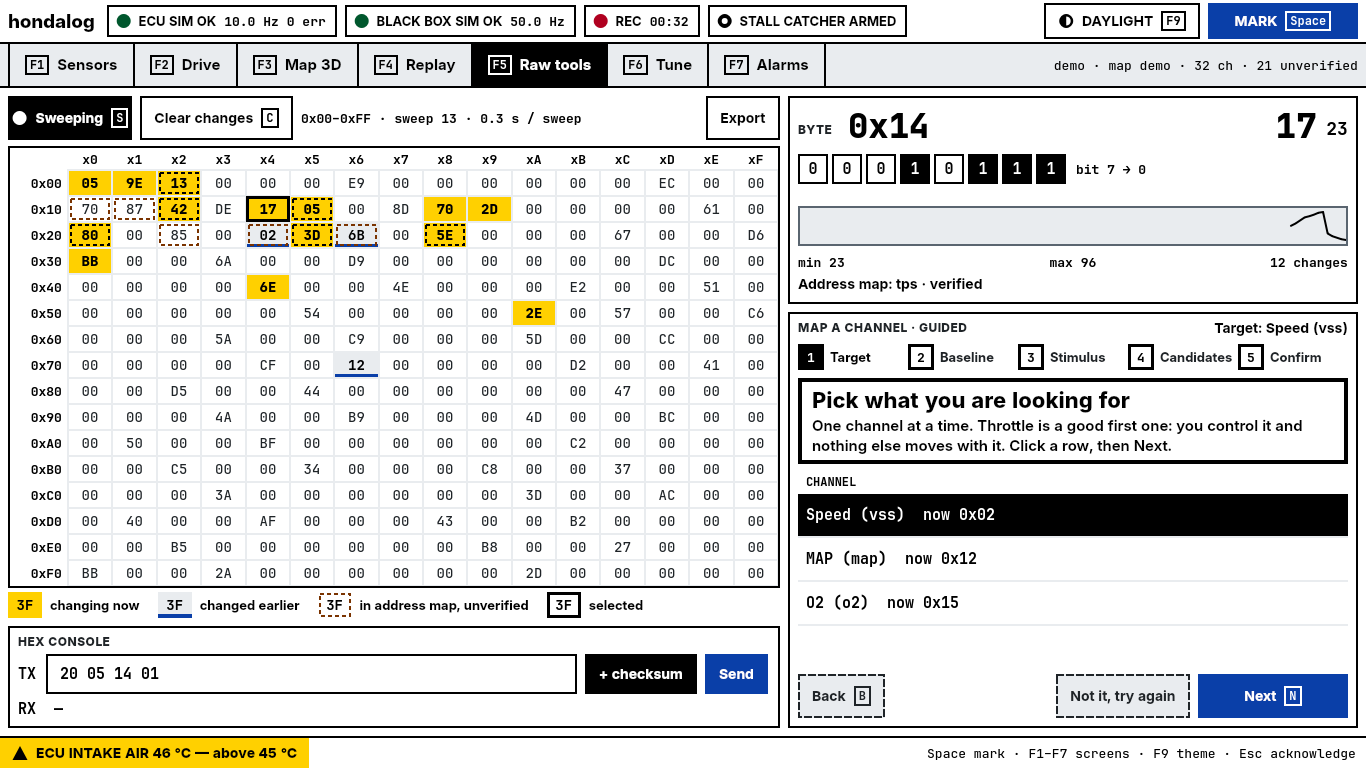 hondalog ECU SIM OK 10.0 Hz 0 err BLACK BOX SIM OK 50.0 Hz REC 00:32 STALL CATCHER ARMED DAYLIGHT F9 MARK Space
F1 Sensors F2 Drive F3 Map 3D F4 Replay F5 Raw tools F6 Tune F7 Alarms demo · map demo · 32 ch · 21 unverified
Sweeping S Clear changes C 0x00–0xFF · sweep 13 · 0.3 s / sweep Export
x0 x1 x2 x3 x4 x5 x6 x7 x8 x9 xA xB xC xD xE xF
0x00 05 9E 13 00 00 00 E9 00 00 00 00 00 00 EC 00 00
0x10 70 87 42 DE 17 05 00 8D 70 2D 00 00 00 00 61 00
0x20 80 00 85 00 02 3D 6B 00 5E 00 00 00 67 00 00 D6
0x30 BB 00 00 6A 00 00 D9 00 00 00 00 00 00 DC 00 00
0x40 00 00 00 00 6E 00 00 4E 00 00 00 E2 00 00 51 00
0x50 00 00 00 00 00 54 00 00 00 00 2E 00 57 00 00 C6
0x60 00 00 00 5A 00 00 C9 00 00 00 5D 00 00 CC 00 00
0x70 00 00 00 00 CF 00 12 00 00 00 00 D2 00 00 41 00
0x80 00 00 D5 00 00 44 00 00 00 00 00 00 47 00 00 00
0x90 00 00 00 4A 00 00 B9 00 00 00 4D 00 00 BC 00 00
0xA0 00 50 00 00 BF 00 00 00 00 00 00 C2 00 00 00 00
0xB0 00 00 C5 00 00 34 00 00 00 C8 00 00 37 00 00 00
0xC0 00 00 00 3A 00 00 00 00 00 00 3D 00 00 AC 00 00
0xD0 00 40 00 00 AF 00 00 00 43 00 00 B2 00 00 00 00
0xE0 00 00 B5 00 00 00 00 00 00 B8 00 00 27 00 00 00
0xF0 BB 00 00 2A 00 00 00 00 00 00 2D 00 00 00 00 00
3F changing now 3F changed earlier 3F in address map, unverified 3F selected
HEX CONSOLE
TX 20 05 14 01 + checksum Send
RX —
BYTE 0x14 17 23
0 0 0 1 0 1 1 1 bit 7 → 0
min 23 max 96 12 changes
Address map: tps · verified
MAP A CHANNEL · GUIDED Target: Speed (vss)
1 Target 2 Baseline 3 Stimulus 4 Candidates 5 Confirm
Pick what you are looking for
One channel at a time. Throttle is a good first one: you control it and
nothing else moves with it. Click a row, then Next.
CHANNEL
Speed (vss) now 0x02
MAP (map) now 0x12
O2 (o2) now 0x15
Back B Not it, try again Next N
ECU INTAKE AIR 46 °C — above 45 °C Space mark · F1–F7 screens · F9 theme · Esc acknowledge